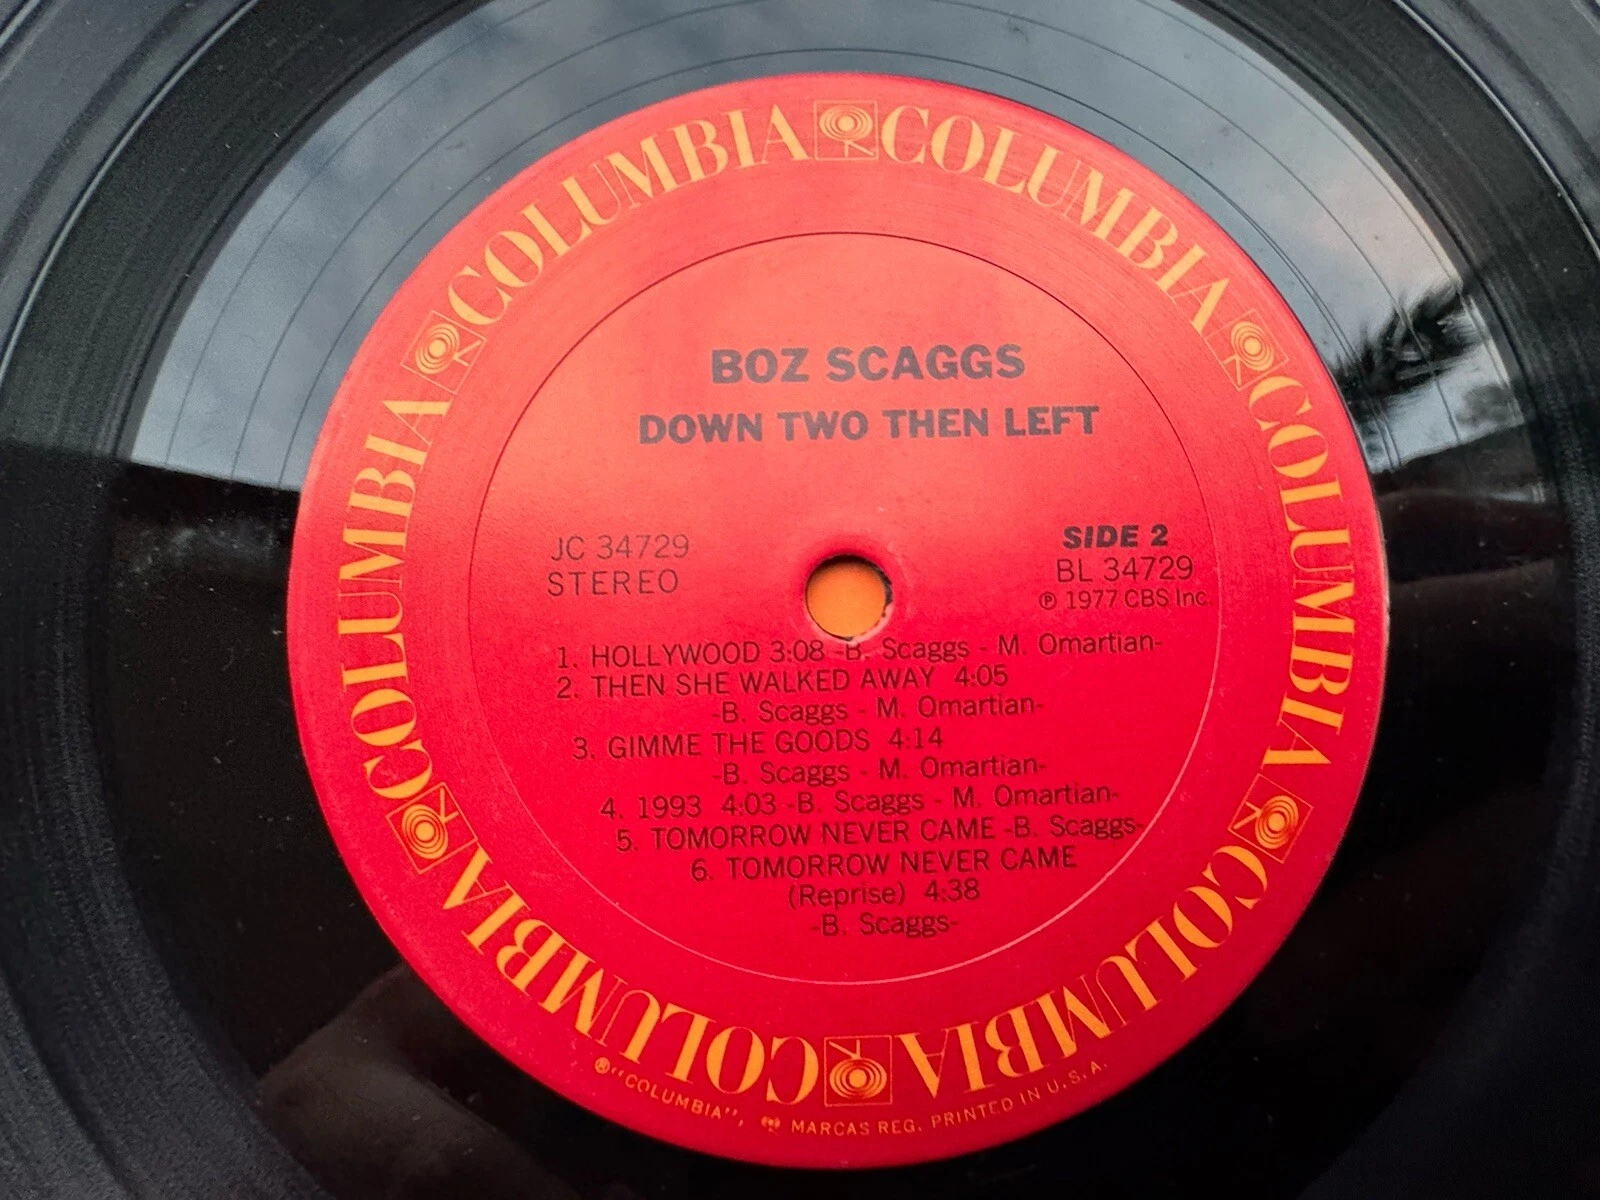 COLUMBIA COLUMBIA COLUMBIA COLUMBIA COLUMBIA COLUMBIA COLUMBIA COLUMBIA
BOZ SCAGGS
DOWN TWO THEN LEFT
JC 34729
STEREO
SIDE 2
BL 34729
℗ 1977 CBS Inc.
1. HOLLYWOOD 3:08 -B. Scaggs - M. Omartian-
2. THEN SHE WALKED AWAY 4:05
-B. Scaggs - M. Omartian-
3. GIMME THE GOODS 4:14
-B. Scaggs - M. Omartian-
4. 1993 4:03 -B. Scaggs - M. Omartian-
5. TOMORROW NEVER CAME -B. Scaggs-
6. TOMORROW NEVER CAME
(Reprise) 4:38
-B. Scaggs-
®"COLUMBIA", MARCAS REG. PRINTED IN U.S.A.